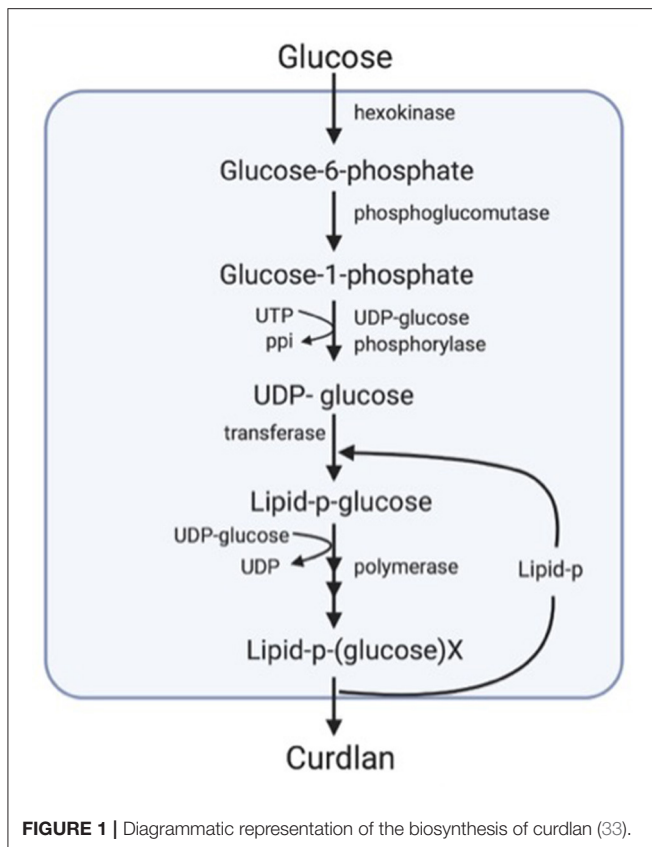 Glucose
hexokinase
Glucose-6-phosphate
phosphoglucomutase
Glucose-1-phosphate
UTP
ppi
UDP-glucose
phosphorylase
UDP- glucose
transferase
Lipid-p-glucose
UDP-glucose
UDP
polymerase
Lipid-p
Lipid-p-(glucose)X
Curdlan
FIGURE 1 | Diagrammatic representation of the biosynthesis of curdlan (33).